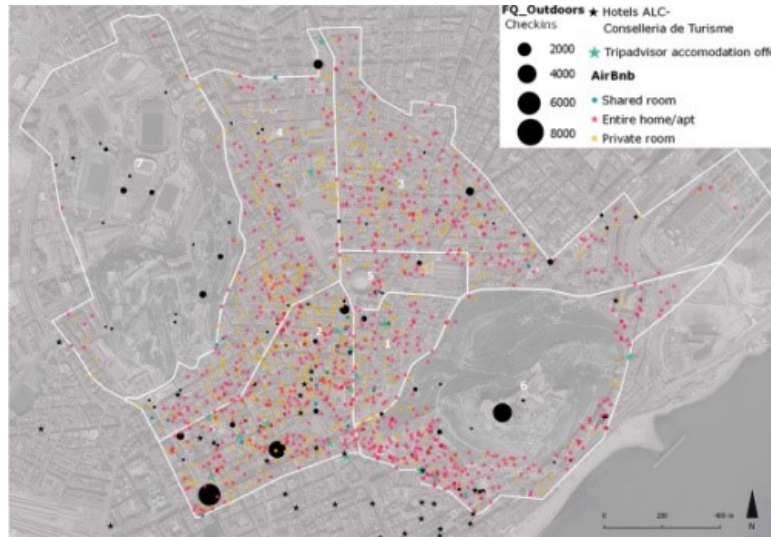 FQ_Outdoors
Checkins
2000
4000
6000
8000
Hotels ALC-
Conselleria de Turisme
Tripadvisor accomodation offe
AirBnb
Shared room
Entire home/apt
Private room
7
4
3
5
2
1
6
N
0 200 400 m